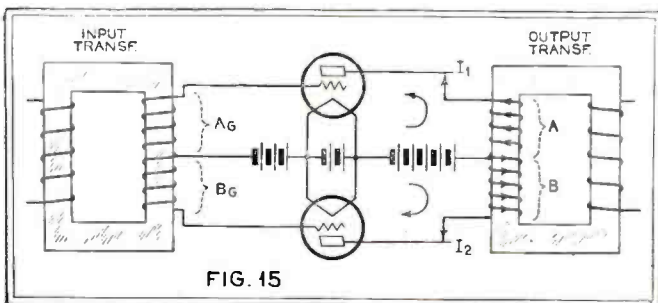 INPUT
TRANSF.
OUTPUT
TRANSF.
I1
AG
A
BG
B
I2
FIG. 15